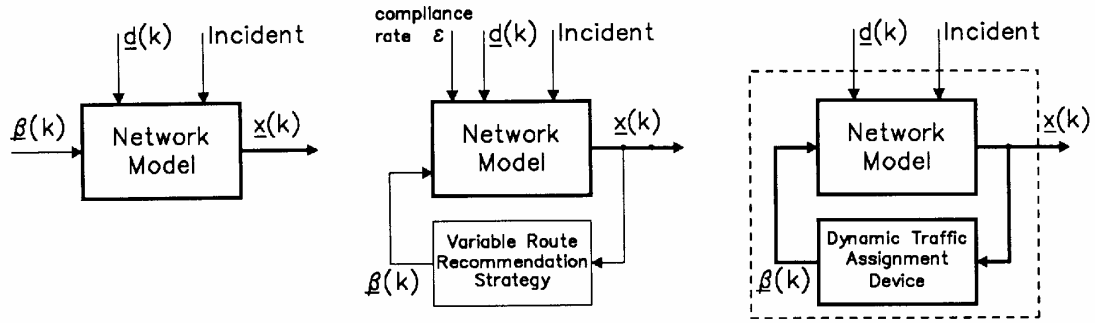 d(k) Incident
β(k)
Network
Model
x(k)
compliance
rate ε
d(k) Incident
Network
Model
x(k)
Variable Route
Recommendation
Strategy
β(k)
d(k) Incident
Network
Model
x(k)
Dynamic Traffic
Assignment
Device
β(k)